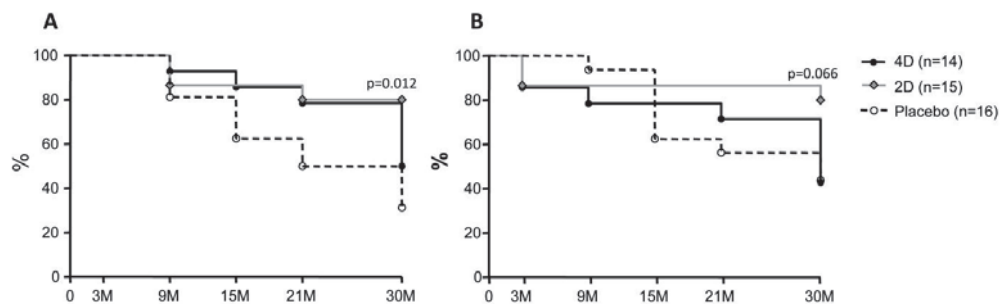 A
100
80
60
40
20
0
%
p=0.012
0 3M 9M 15M 21M 30M
B
100
80
60
40
20
0
%
p=0.066
0 3M 9M 15M 21M 30M
4D (n=14)
2D (n=15)
Placebo (n=16)